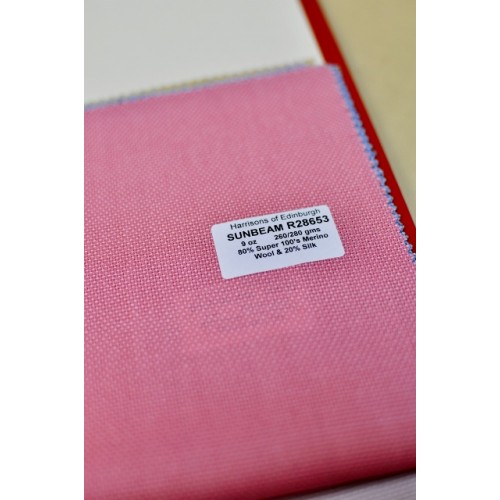 Harrisons of Edinburgh
SUNBEAM R28653
9 oz 260/280 gms
80% Super 100's Merino
Wool & 20% Silk